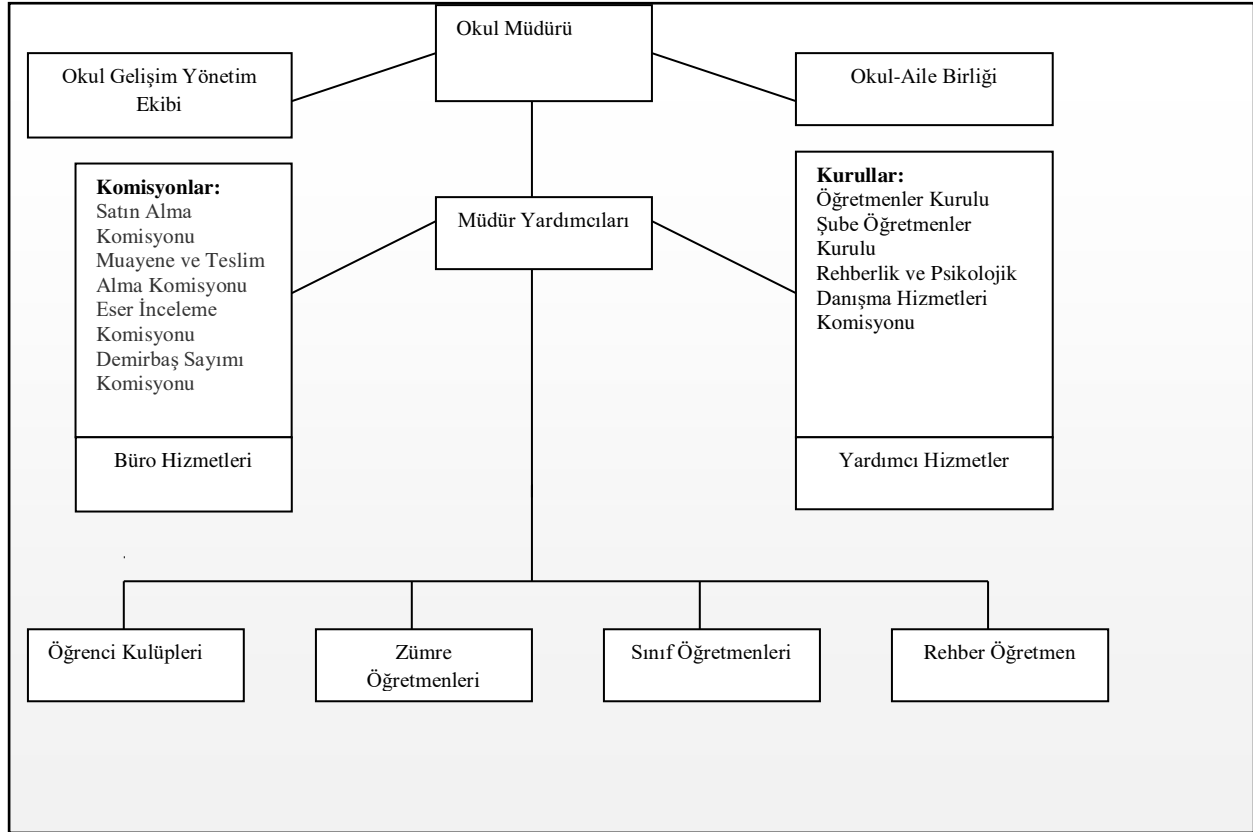 Okul Müdürü
Okul Gelişim Yönetim
Ekibi
Okul-Aile Birliği
Komisyonlar:
Satın Alma
Komisyonu
Muayene ve Teslim
Alma Komisyonu
Eser İnceleme
Komisyonu
Demirbaş Sayımı
Komisyonu
Müdür Yardımcıları
Kurullar:
Öğretmenler Kurulu
Şube Öğretmenler
Kurulu
Rehberlik ve Psikolojik
Danışma Hizmetleri
Komisyonu
Büro Hizmetleri
Yardımcı Hizmetler
Öğrenci Kulüpleri
Zümre
Öğretmenleri
Sınıf Öğretmenleri
Rehber Öğretmen